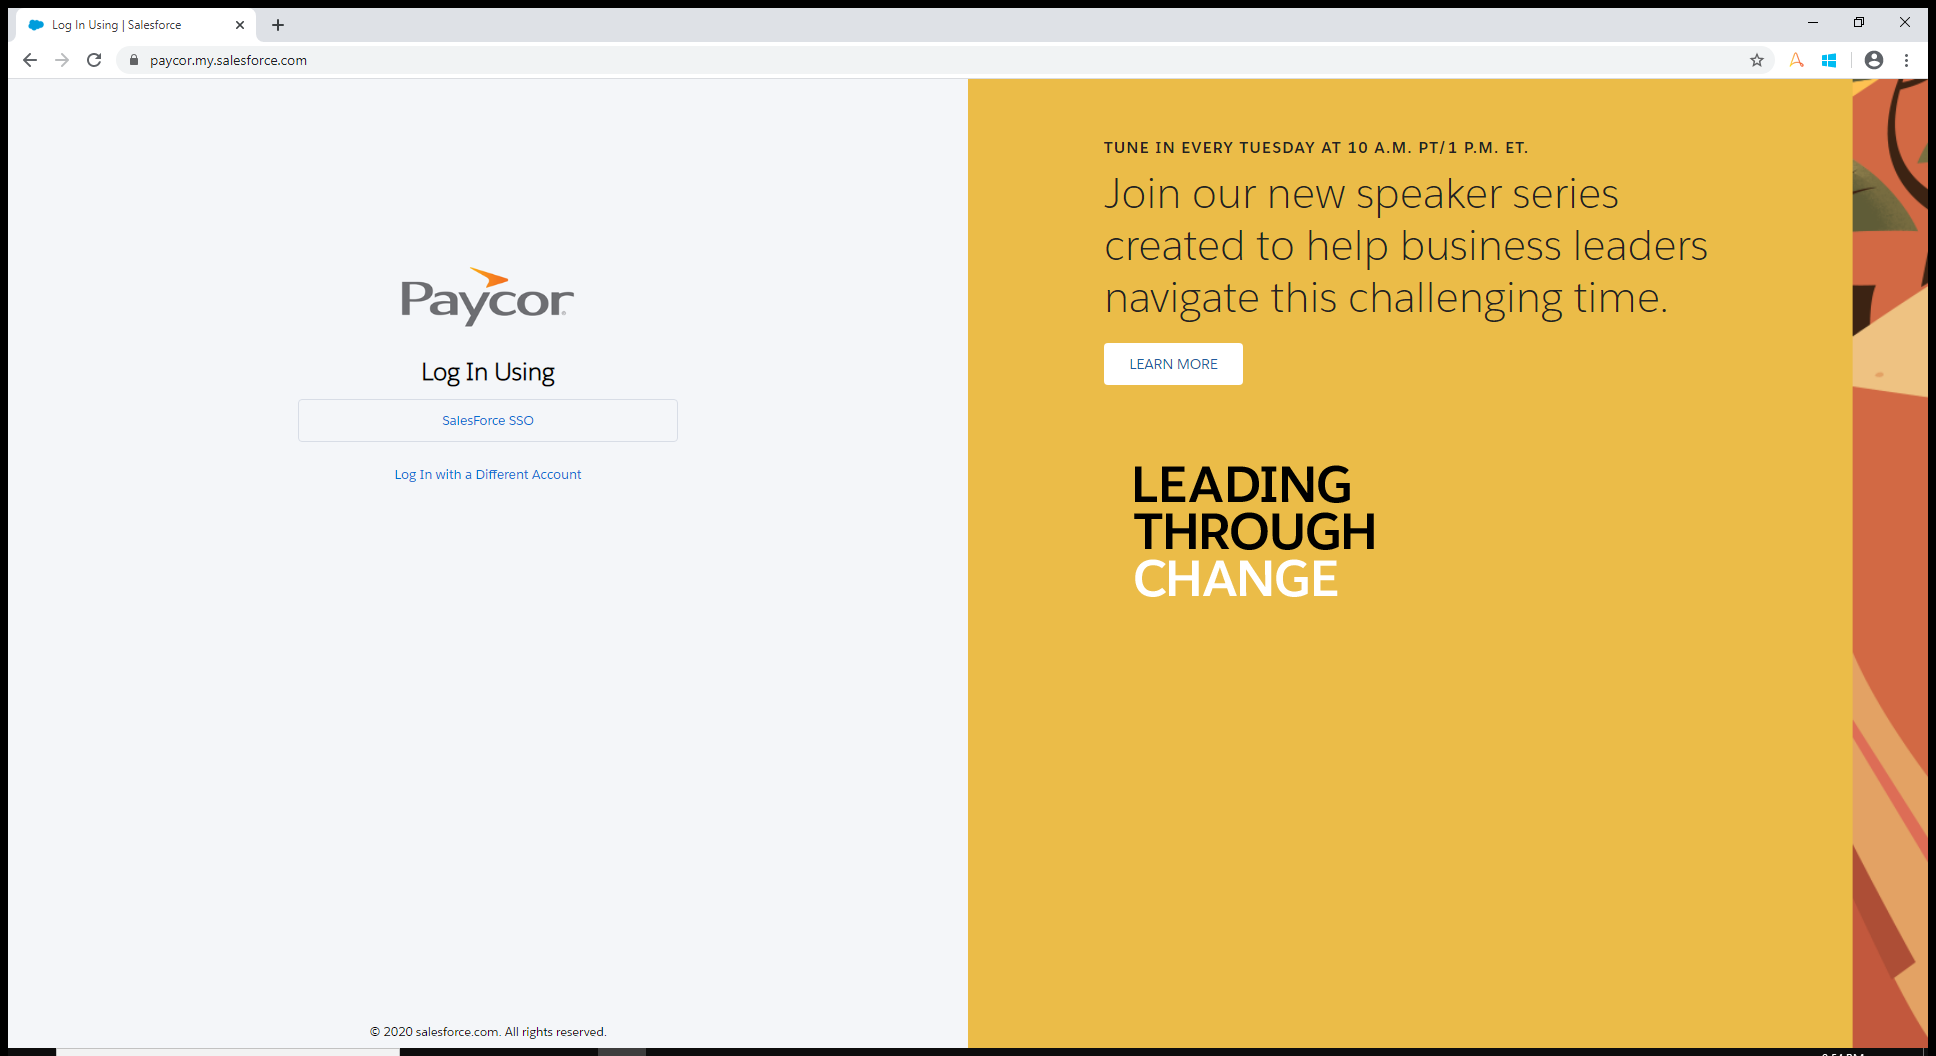 Log In Using | Salesforce
paycor.my.salesforce.com
Paycor
Log In Using
SalesForce SSO
Log In with a Different Account
© 2020 salesforce.com. All rights reserved.
TUNE IN EVERY TUESDAY AT 10 A.M. PT/1 P.M. ET.
Join our new speaker series
created to help business leaders
navigate this challenging time.
LEARN MORE
LEADING
THROUGH
CHANGE